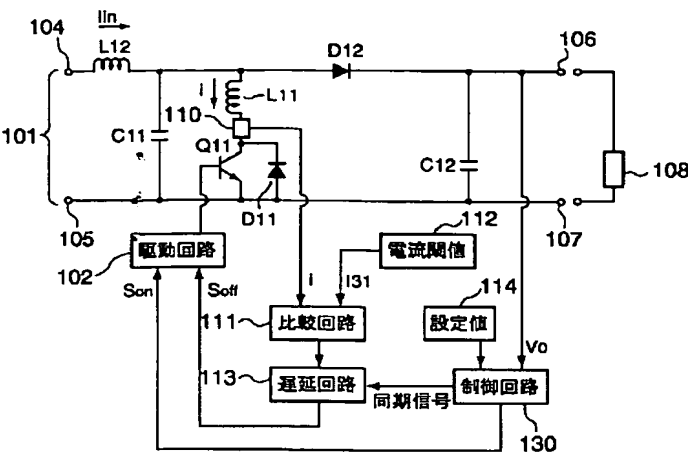 Iin
104
L12
D12
106
101
i
L11
110
C11
Q11
C12
108
D11
105
107
112
駆動回路
電流閾値
102
Son
Soff
i
I31
114
111
比較回路
設定値
Vo
113
遅延回路
同期信号
制御回路
130